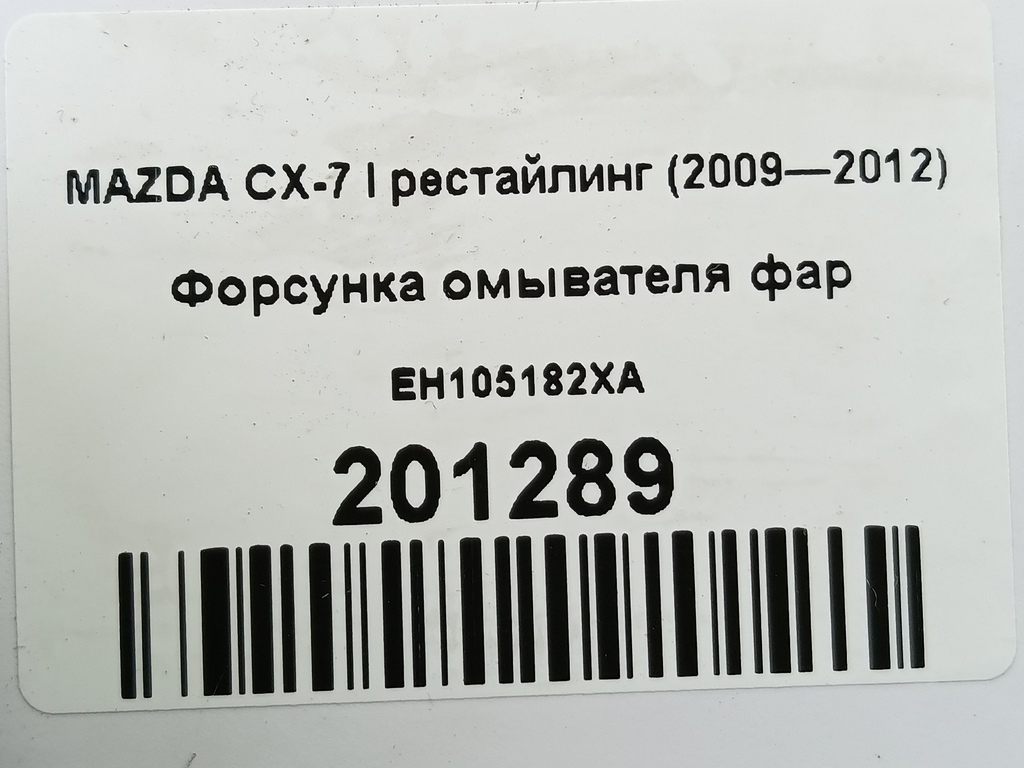 MAZDA CX-7 I рестайлинг (2009—2012)
Форсунка омывателя фар
EH105182XA
201289